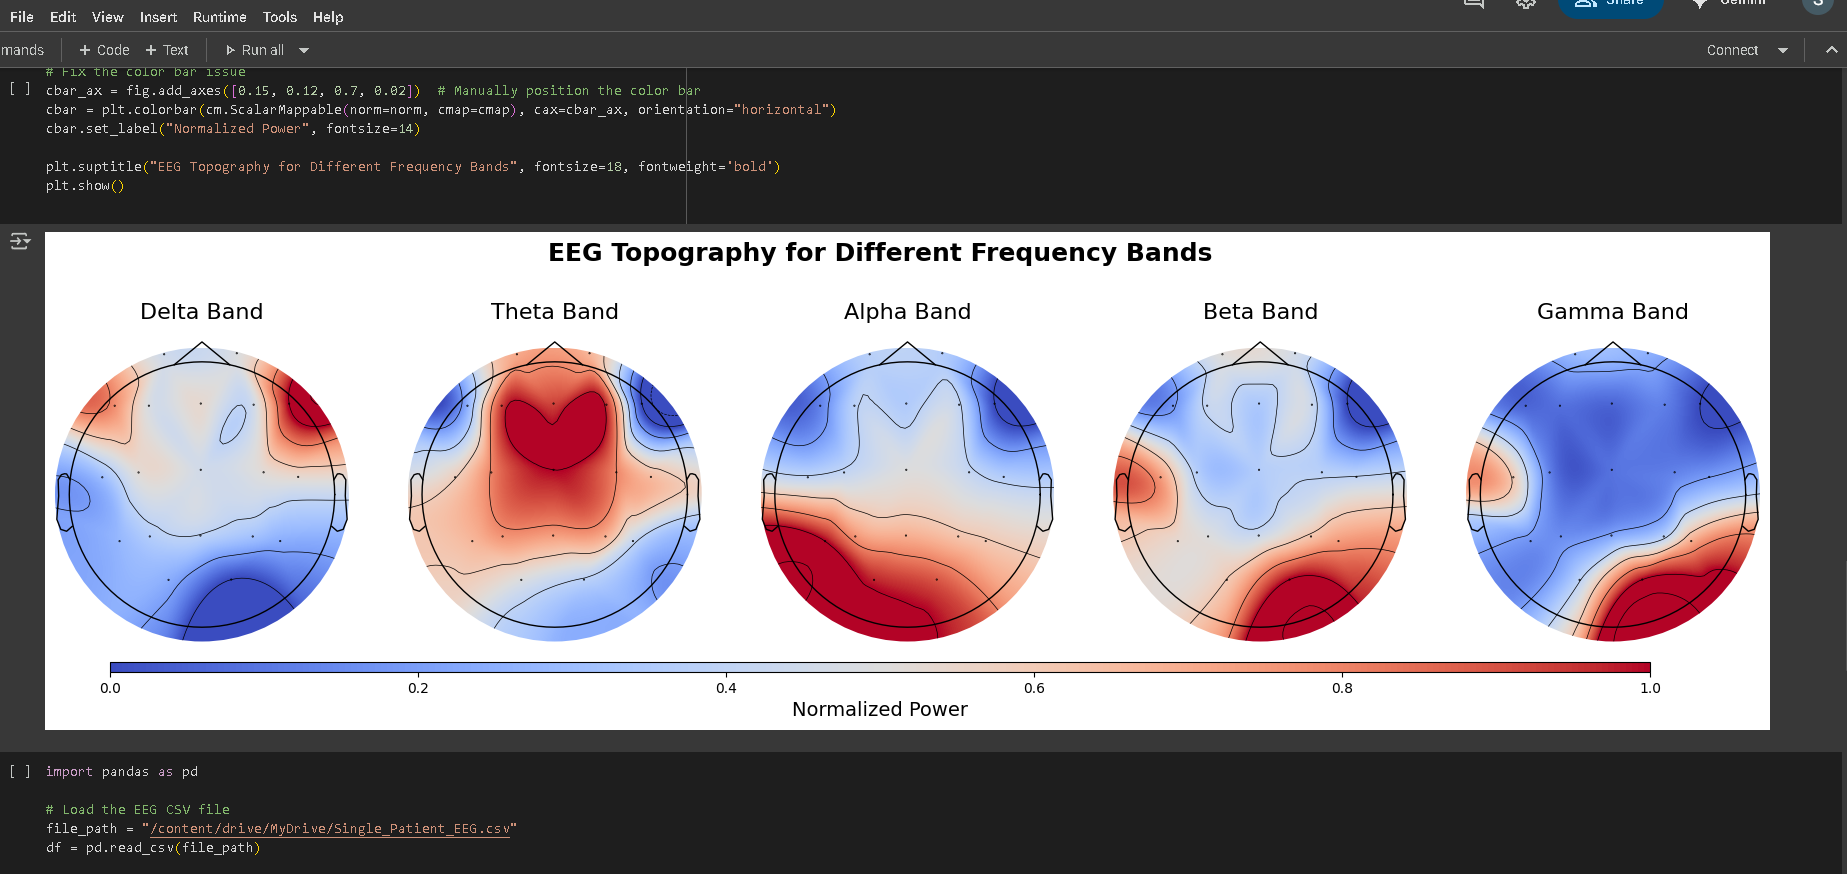 File Edit View Insert Runtime Tools Help
Share Gemini S
mands + Code + Text Run all Connect
# Fix the color bar issue
[ ] cbar_ax = fig.add_axes([0.15, 0.12, 0.7, 0.02])  # Manually position the color bar
cbar = plt.colorbar(cm.ScalarMappable(norm=norm, cmap=cmap), cax=cbar_ax, orientation="horizontal")
cbar.set_label("Normalized Power", fontsize=14)
plt.suptitle("EEG Topography for Different Frequency Bands", fontsize=18, fontweight='bold')
plt.show()
EEG Topography for Different Frequency Bands
Delta Band Theta Band Alpha Band Beta Band Gamma Band
0.0 0.2 0.4 0.6 0.8 1.0
Normalized Power
[ ] import pandas as pd
# Load the EEG CSV file
file_path = "/content/drive/MyDrive/Single_Patient_EEG.csv"
df = pd.read_csv(file_path)